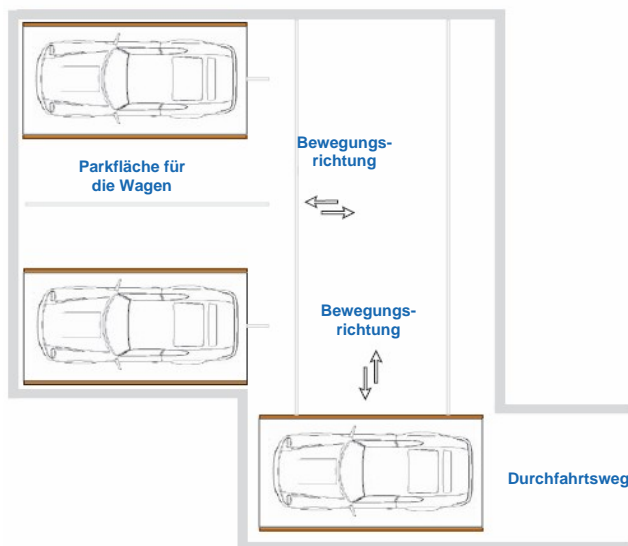 Bewegungs-
richtung
Parkfläche für
die Wagen
Bewegungs-
richtung
Durchfahrtsweg